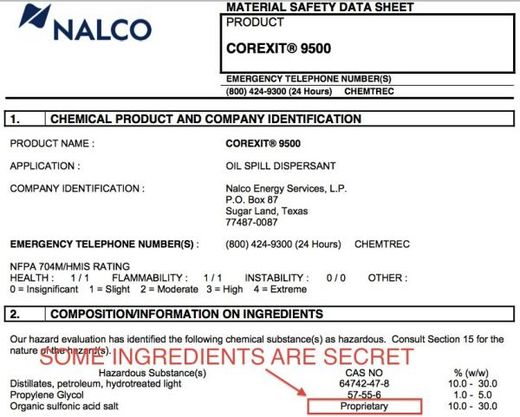 NALCO
MATERIAL SAFETY DATA SHEET
PRODUCT
COREXIT® 9500
EMERGENCY TELEPHONE NUMBER(S)
(800) 424-9300 (24 Hours) CHEMTREC
1. CHEMICAL PRODUCT AND COMPANY IDENTIFICATION
PRODUCT NAME : COREXIT® 9500
APPLICATION : OIL SPILL DISPERSANT
COMPANY IDENTIFICATION : Nalco Energy Services, L.P.
P.O. Box 87
Sugar Land, Texas
77487-0087
EMERGENCY TELEPHONE NUMBER(S) : (800) 424-9300 (24 Hours) CHEMTREC
NFPA 704M/HMIS RATING
HEALTH : 1 / 1 FLAMMABILITY : 1 / 1 INSTABILITY : 0 / 0 OTHER :
0 = Insignificant 1 = Slight 2 = Moderate 3 = High 4 = Extreme
2. COMPOSITION/INFORMATION ON INGREDIENTS
Our hazard evaluation has identified the following chemical substance(s) as hazardous. Consult Section 15 for the
nature of the hazard(s).
SOME INGREDIENTS ARE SECRET
Hazardous Substance(s) CAS NO % (w/w)
Distillates, petroleum, hydrotreated light 64742-47-8 10.0 - 30.0
Propylene Glycol 57-55-6 1.0 - 5.0
Organic sulfonic acid salt Proprietary 10.0 - 30.0